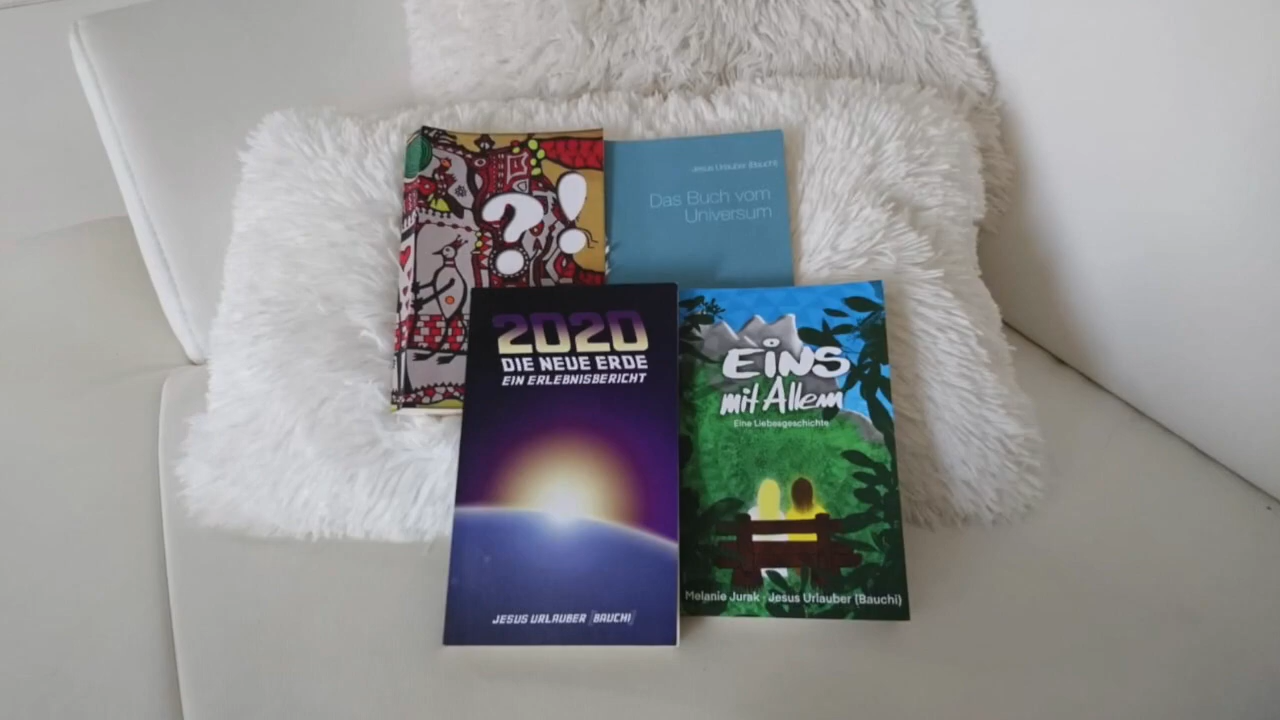 ?!
Jesus Urlauber (Bauchi)
Das Buch vom
Universum
2020
DIE NEUE ERDE
EIN ERLEBNISBERICHT
JESUS URLAUBER (BAUCHI)
EINS
mit Allem
Eine Liebesgeschichte
Melanie Jurak · Jesus Urlauber (Bauchi)